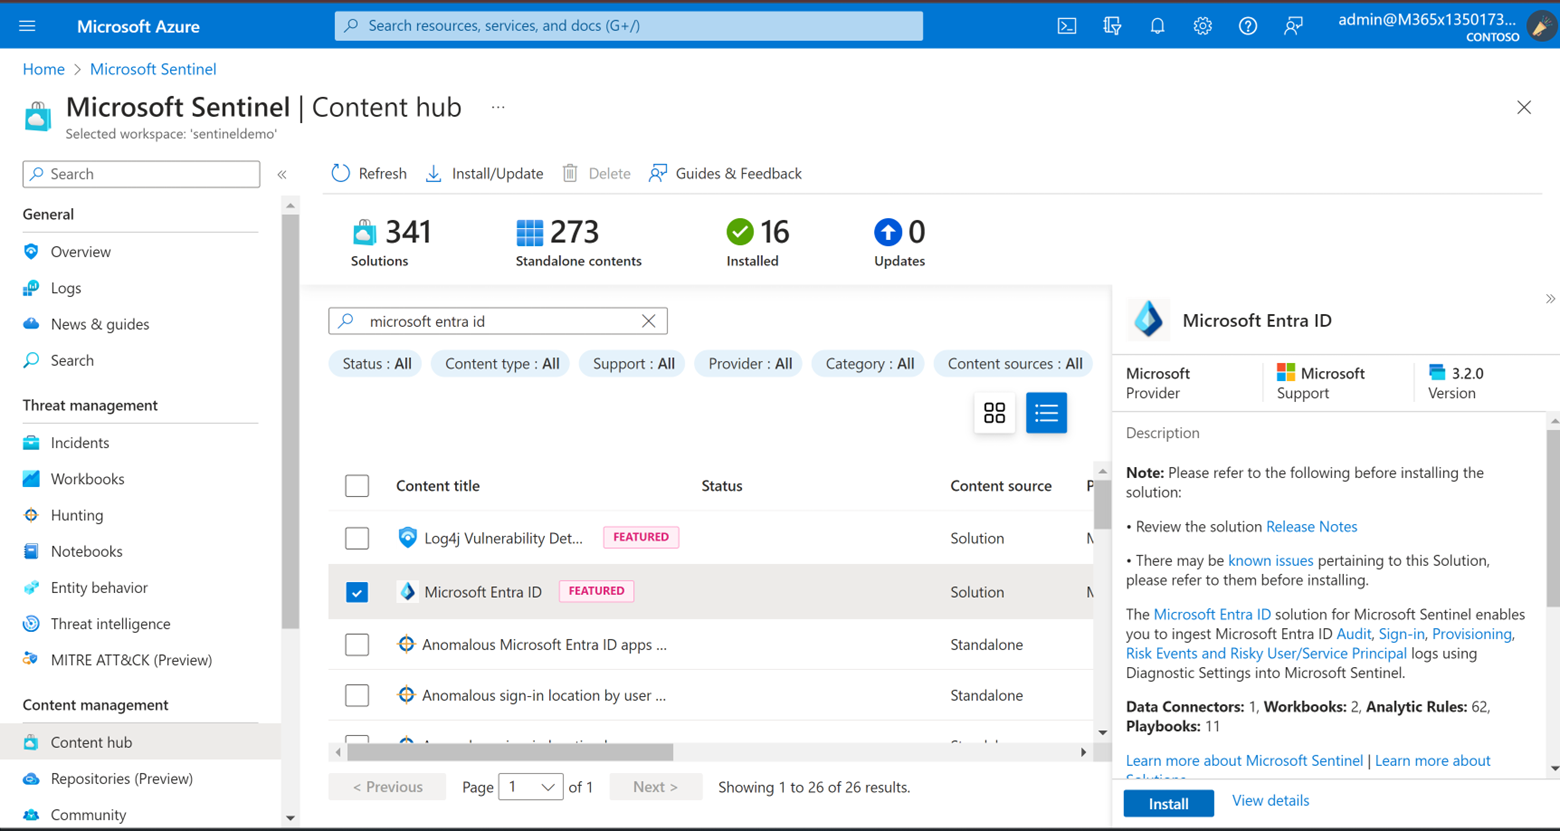 Microsoft Azure
Search resources, services, and docs (G+/)
admin@M365x1350173...
CONTOSO
Home > Microsoft Sentinel
Microsoft Sentinel | Content hub ...
Selected workspace: 'sentineldemo'
Search
«
Refresh
Install/Update
Delete
Guides & Feedback
General
Overview
Logs
News & guides
Search
Threat management
Incidents
Workbooks
Hunting
Notebooks
Entity behavior
Threat intelligence
MITRE ATT&CK (Preview)
Content management
Content hub
Repositories (Preview)
Community
341
Solutions
273
Standalone contents
16
Installed
0
Updates
microsoft entra id
Status : All
Content type : All
Support : All
Provider : All
Category : All
Content sources : All
Content title Status Content source P
Log4j Vulnerability Det... FEATURED Solution
Microsoft Entra ID FEATURED Solution
Anomalous Microsoft Entra ID apps ... Standalone
Anomalous sign-in location by user ... Standalone
< Previous Page 1 of 1 Next > Showing 1 to 26 of 26 results.
»
Microsoft Entra ID
Microsoft
Provider
Microsoft
Support
3.2.0
Version
Description
Note: Please refer to the following before installing the
solution:
• Review the solution Release Notes
• There may be known issues pertaining to this Solution,
please refer to them before installing.
The Microsoft Entra ID solution for Microsoft Sentinel enables
you to ingest Microsoft Entra ID Audit, Sign-in, Provisioning,
Risk Events and Risky User/Service Principal logs using
Diagnostic Settings into Microsoft Sentinel.
Data Connectors: 1, Workbooks: 2, Analytic Rules: 62,
Playbooks: 11
Learn more about Microsoft Sentinel | Learn more about
Install
View details